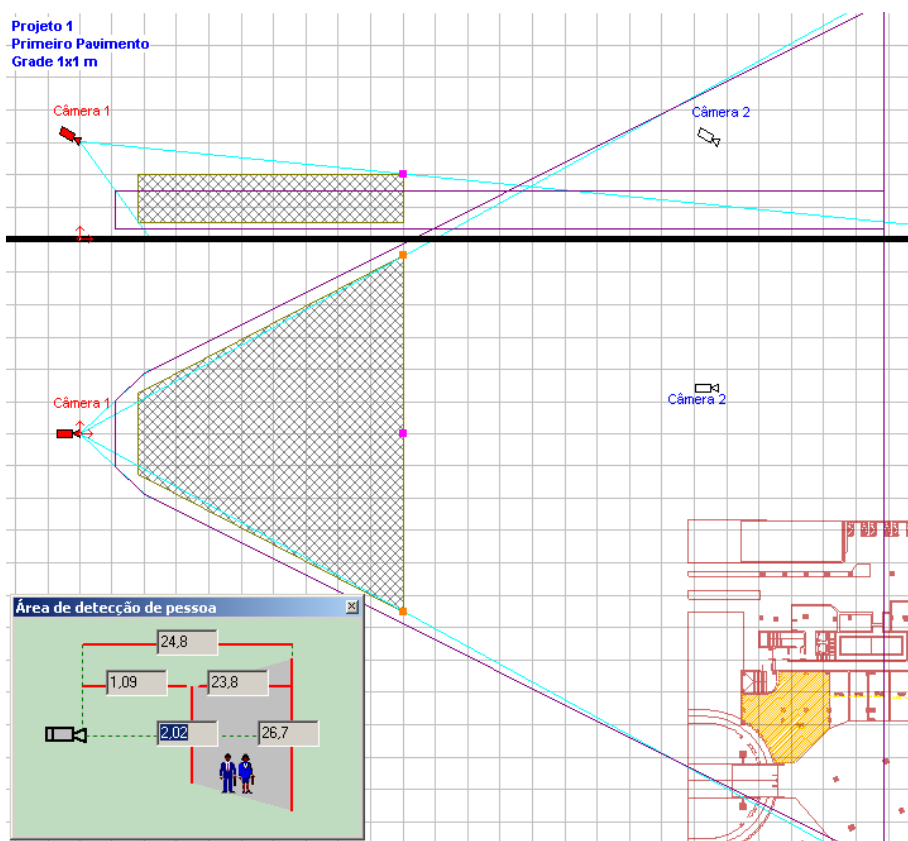 Projeto 1
Primeiro Pavimento
Grade 1x1 m
Câmera 1
Câmera 2
Câmera 1
Câmera 2
Área de detecção de pessoa
24,8
1,09
23,8
2,02
26,7